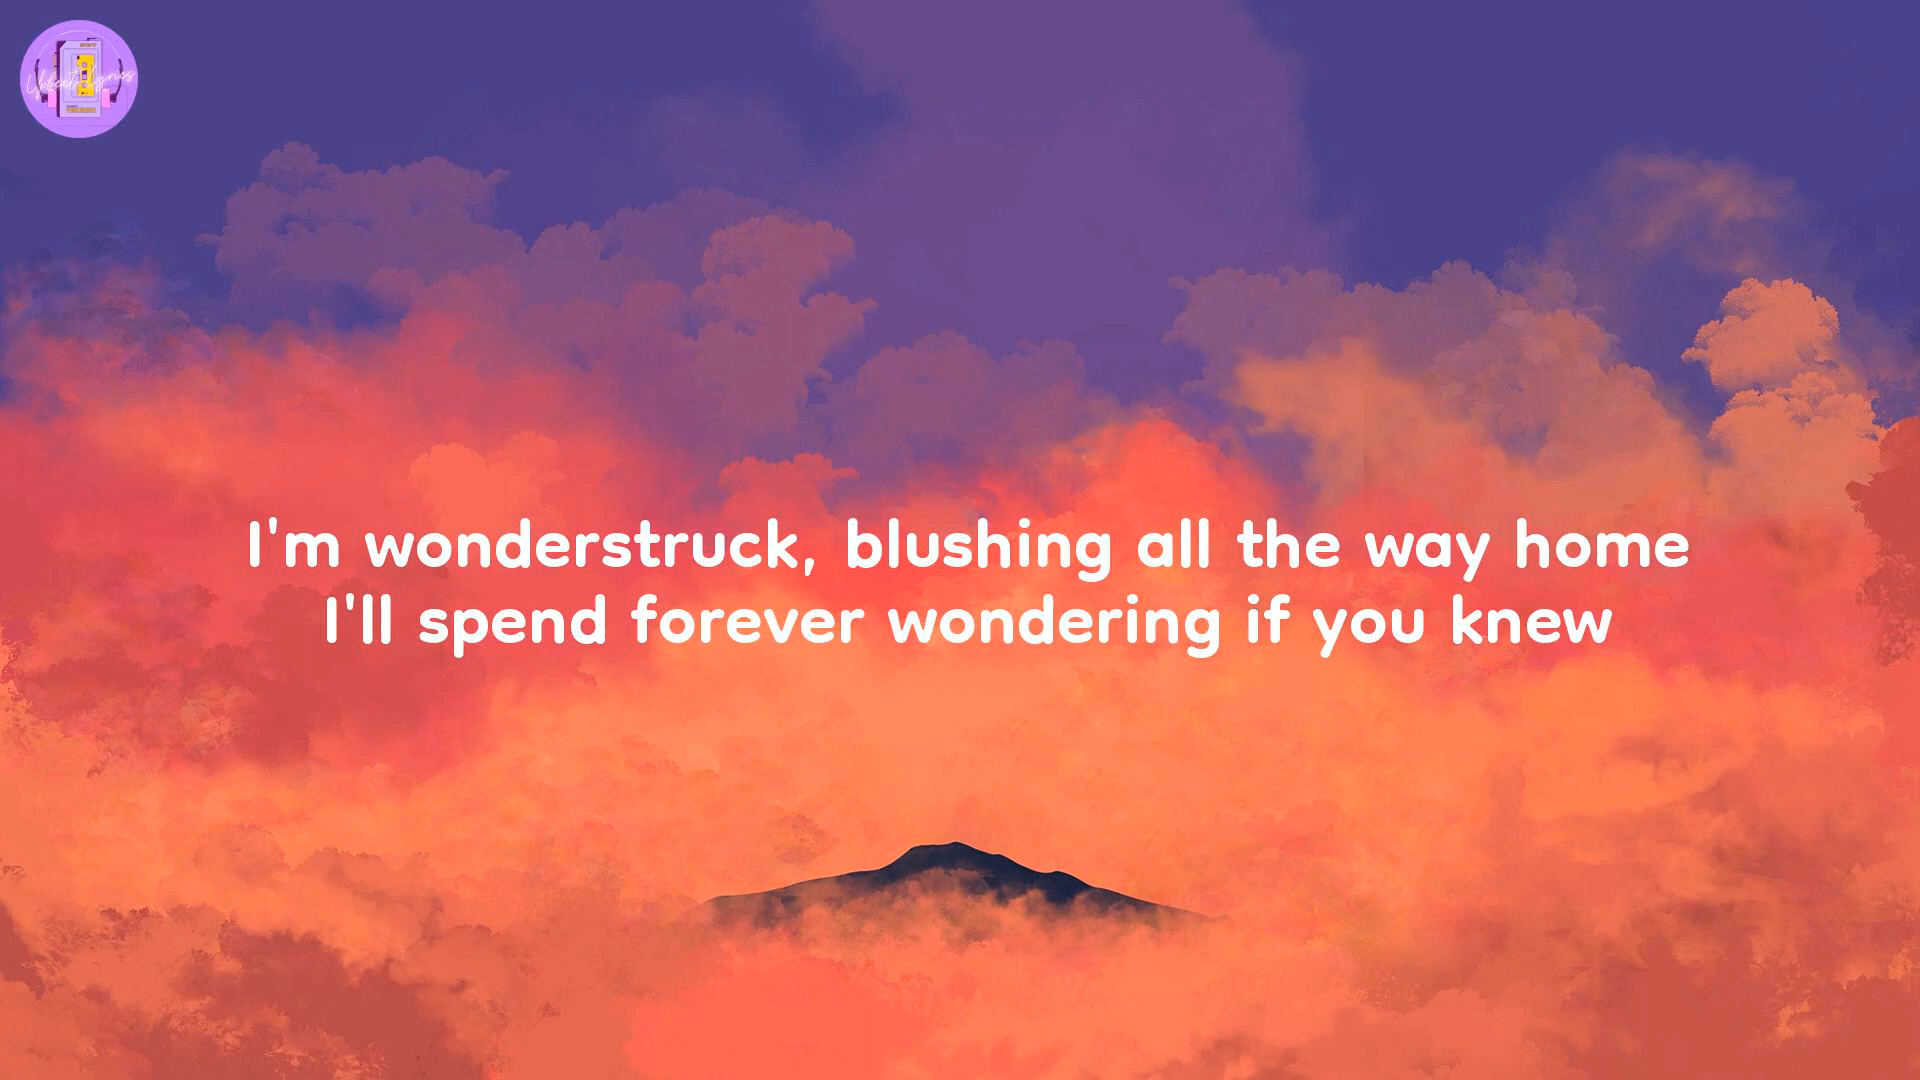 I'm wonderstruck, blushing all the way home
I'll spend forever wondering if you knew